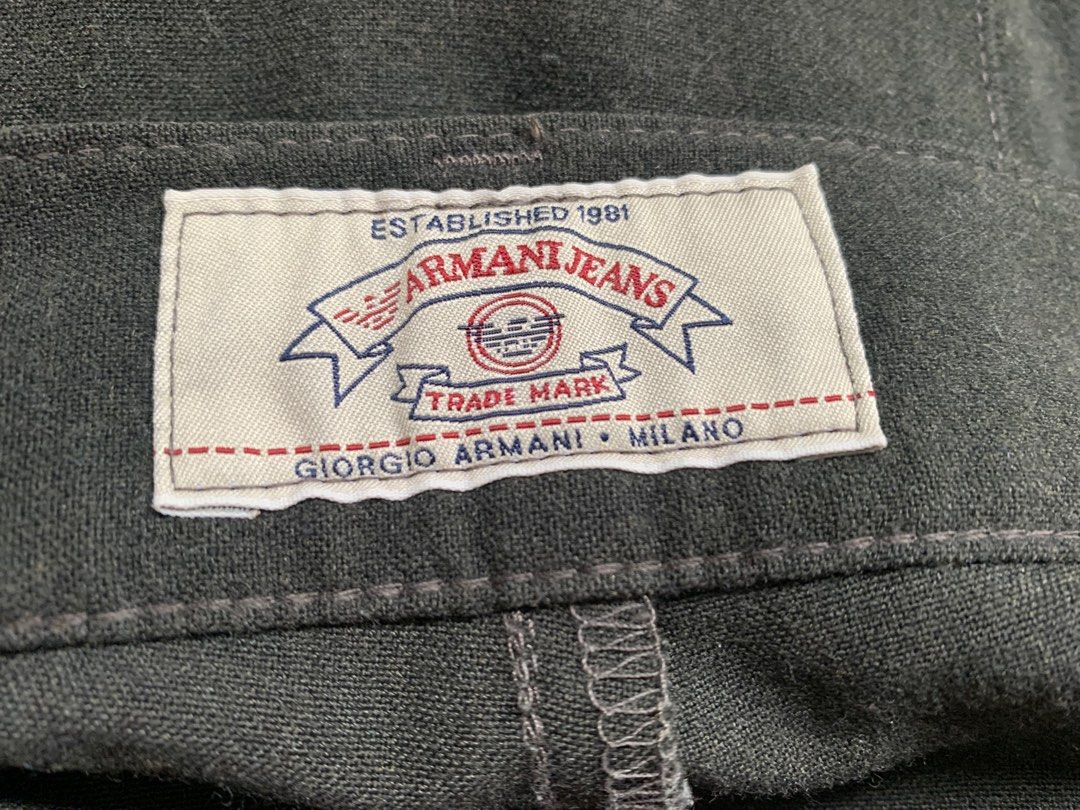 ESTABLISHED 1981
ARMANI JEANS
TRADE MARK
GIORGIO ARMANI • MILANO